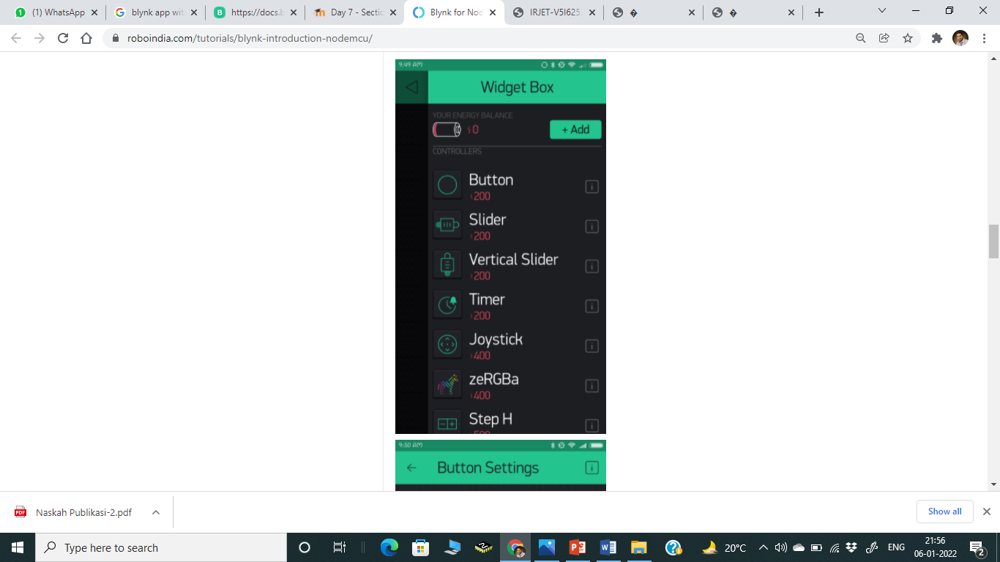 (1) WhatsApp
blynk app wit
https://docs.b
Day 7 - Sectio
Blynk for Nod
IRJET-V5I625
roboindia.com/tutorials/blynk-introduction-nodemcu/
9:49 AM
Widget Box
YOUR ENERGY BALANCE
0
+ Add
CONTROLLERS
Button
200
Slider
200
Vertical Slider
200
Timer
200
Joystick
400
zeRGBa
400
Step H
500
9:50 AM
Button Settings
Naskah Publikasi-2.pdf
Show all
Type here to search
20°C
ENG
21:56
06-01-2022
2